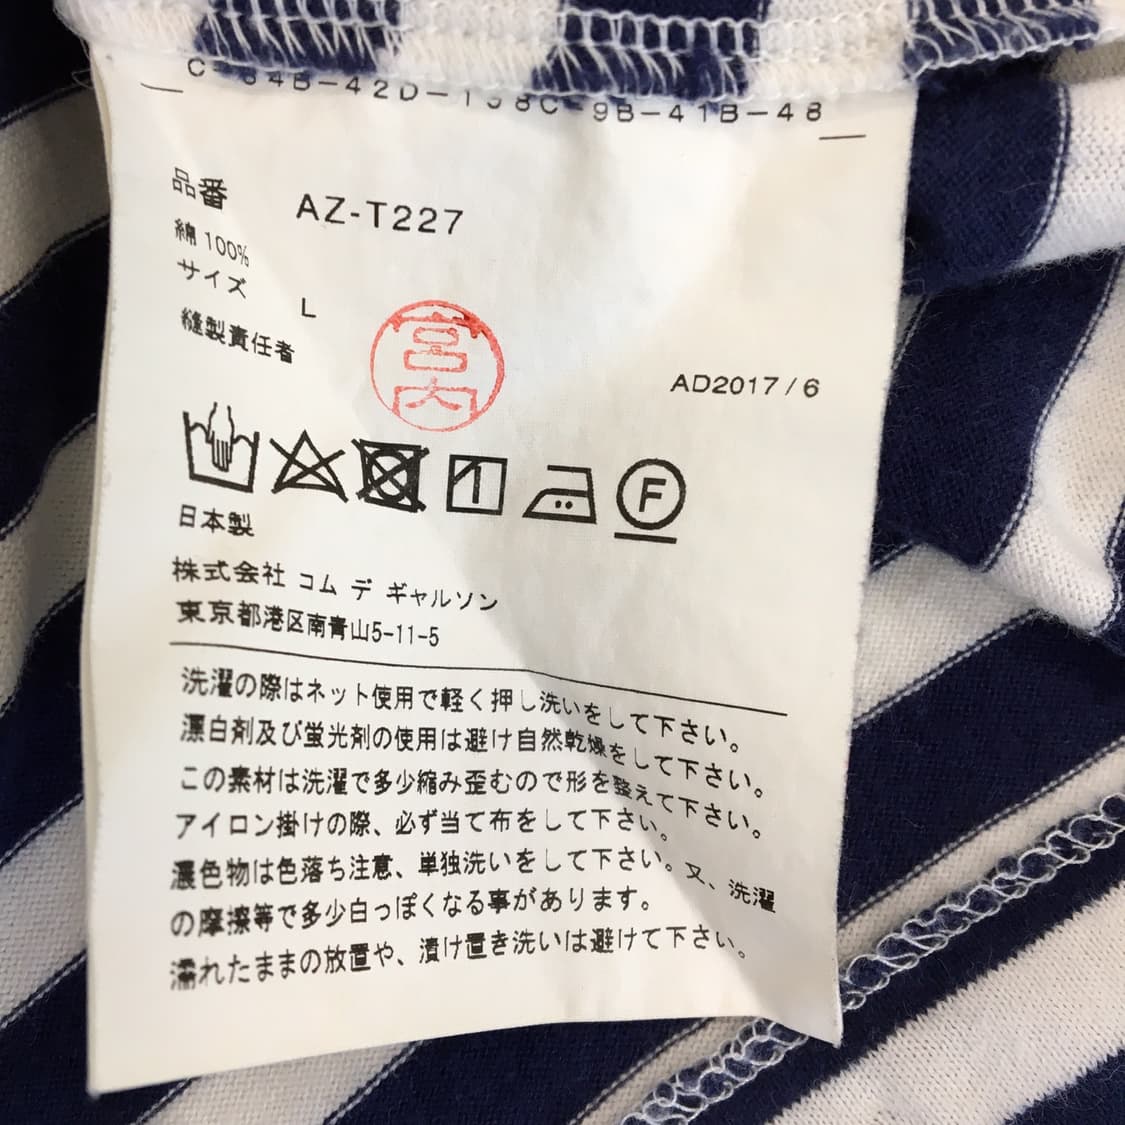 C-84B-42D-138C-9B-41B-48
品番 AZ-T227
綿 100%
サイズ L
縫製責任者 宮内
AD2017/6
1 F
日本製
株式会社 コム デ ギャルソン
東京都港区南青山5-11-5
洗濯の際はネット使用で軽く押し洗いをして下さい。
漂白剤及び蛍光剤の使用は避け自然乾燥をして下さい。
この素材は洗濯で多少縮み歪むので形を整えて下さい。
アイロン掛けの際、必ず当て布をして下さい。
濃色物は色落ち注意、単独洗いをして下さい。又、洗濯
の摩擦等で多少白っぽくなる事があります。
濡れたままの放置や、漬け置き洗いは避けて下さい。